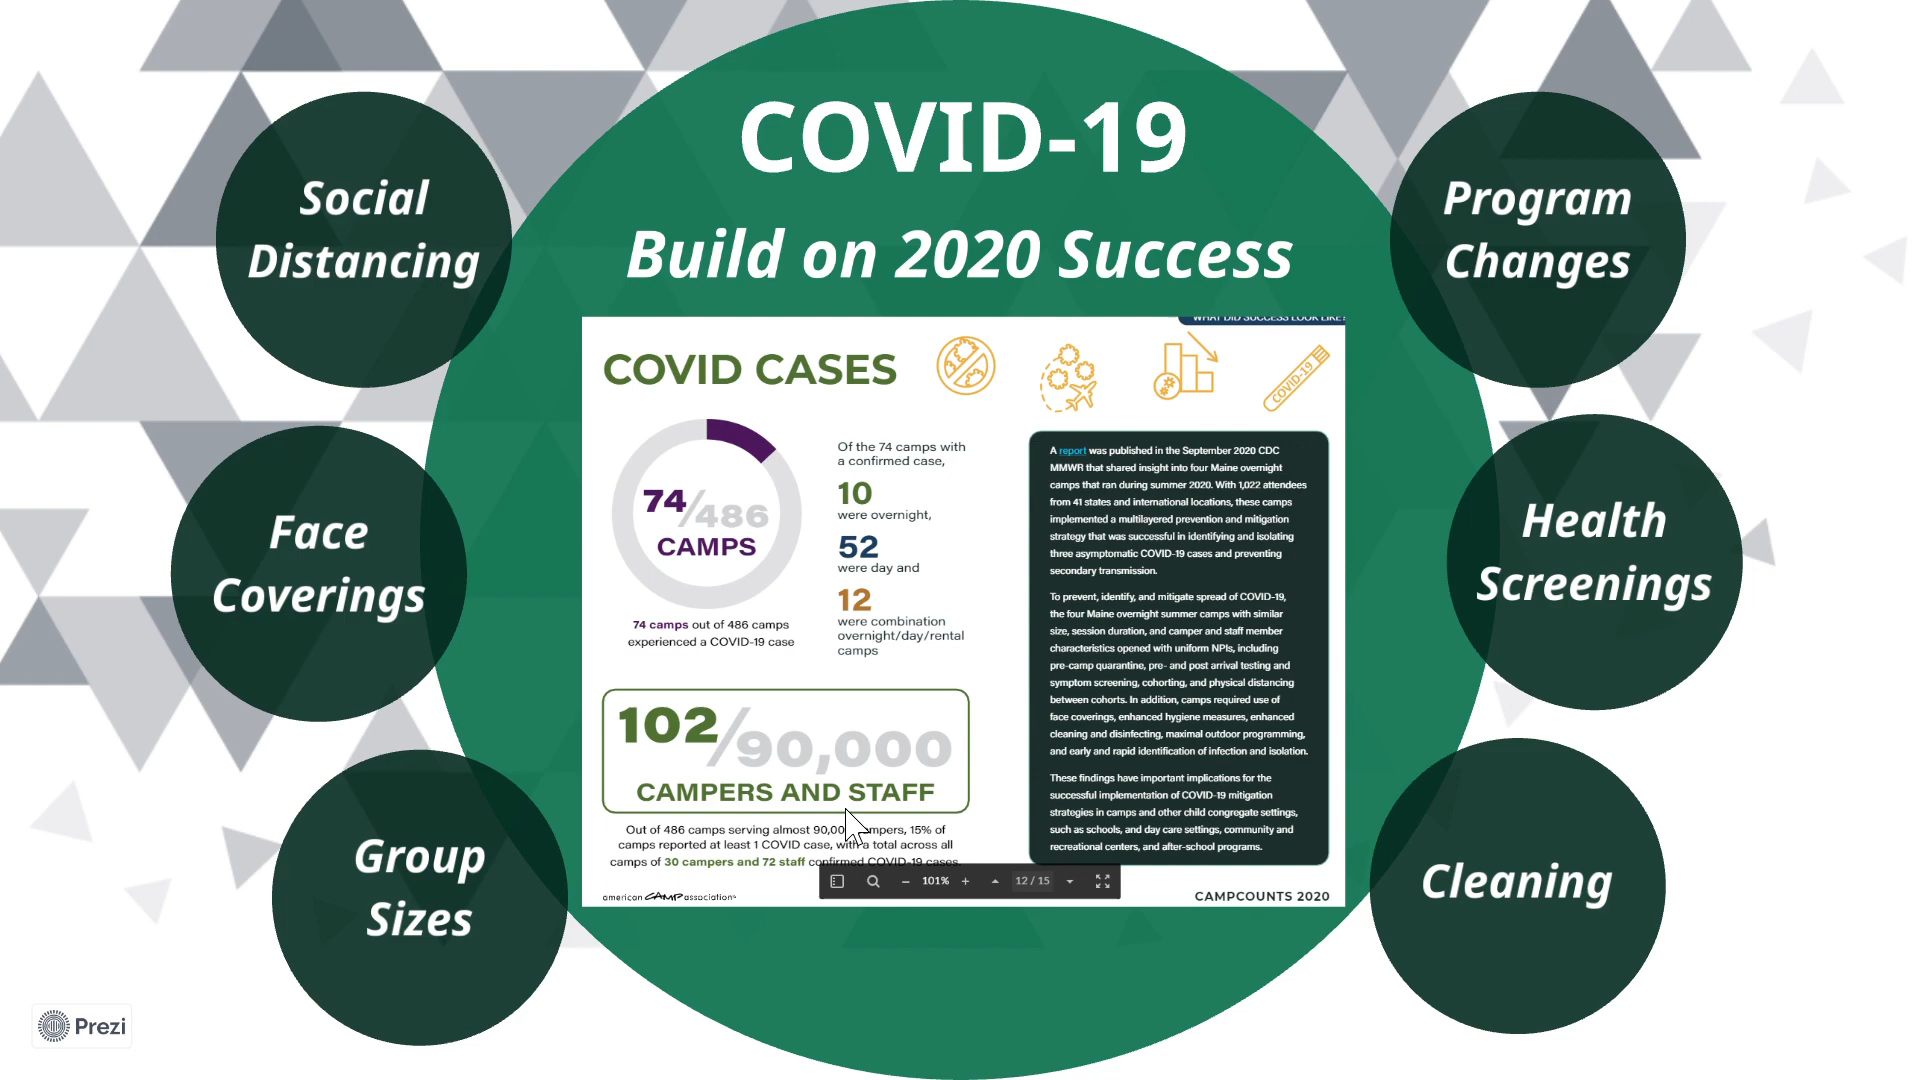 COVID-19
Build on 2020 Success
Social
Distancing
Face
Coverings
Group
Sizes
Program
Changes
Health
Screenings
Cleaning
WHAT DID SUCCESS LOOK LIKE?
COVID CASES
COVID-19
74/486
CAMPS
74 camps out of 486 camps
experienced a COVID-19 case
Of the 74 camps with
a confirmed case,
10
were overnight,
52
were day and
12
were combination
overnight/day/rental
camps
102/90,000
CAMPERS AND STAFF
Out of 486 camps serving almost 90,000 campers, 15% of
camps reported at least 1 COVID case, with a total across all
camps of 30 campers and 72 staff confirmed COVID-19 cases.
A report was published in the September 2020 CDC
MMWR that shared insight into four Maine overnight
camps that ran during summer 2020. With 1,022 attendees
from 41 states and international locations, these camps
implemented a multilayered prevention and mitigation
strategy that was successful in identifying and isolating
three asymptomatic COVID-19 cases and preventing
secondary transmission.
To prevent, identify, and mitigate spread of COVID-19,
the four Maine overnight summer camps with similar
size, session duration, and camper and staff member
characteristics opened with uniform NPIs, including
pre-camp quarantine, pre- and post arrival testing and
symptom screening, cohorting, and physical distancing
between cohorts. In addition, camps required use of
face coverings, enhanced hygiene measures, enhanced
cleaning and disinfecting, maximal outdoor programming,
and early and rapid identification of infection and isolation.
These findings have important implications for the
successful implementation of COVID-19 mitigation
strategies in camps and other child congregate settings,
such as schools, and day care settings, community and
recreational centers, and after-school programs.
101%
12 / 15
american CAMP association
CAMPCOUNTS 2020
Prezi